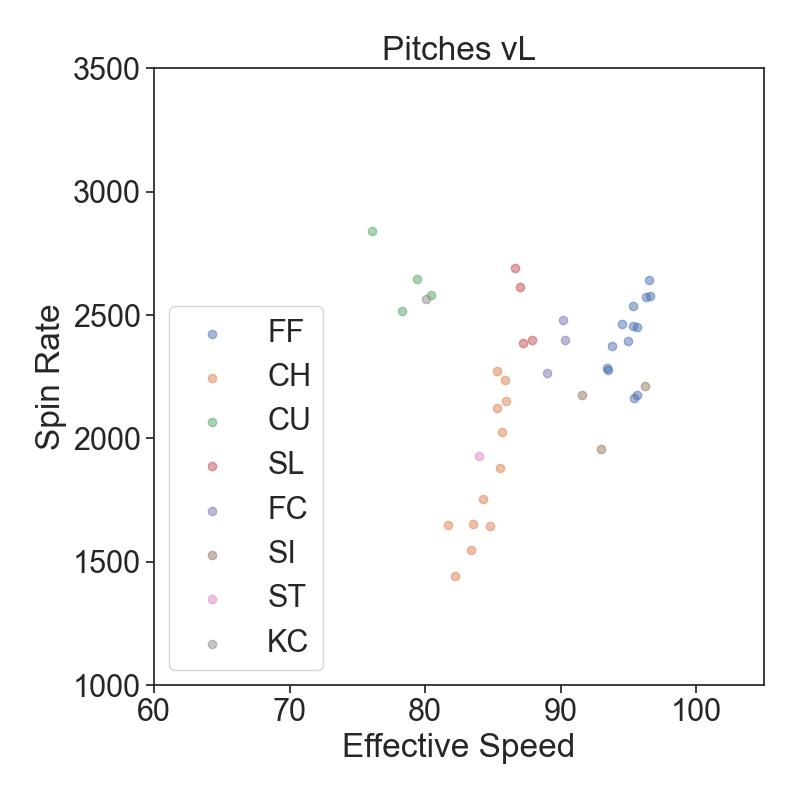 Pitches vL
3500
3000
2500
2000
1500
1000
Spin Rate
FF
CH
CU
SL
FC
SI
ST
KC
60 70 80 90 100
Effective Speed